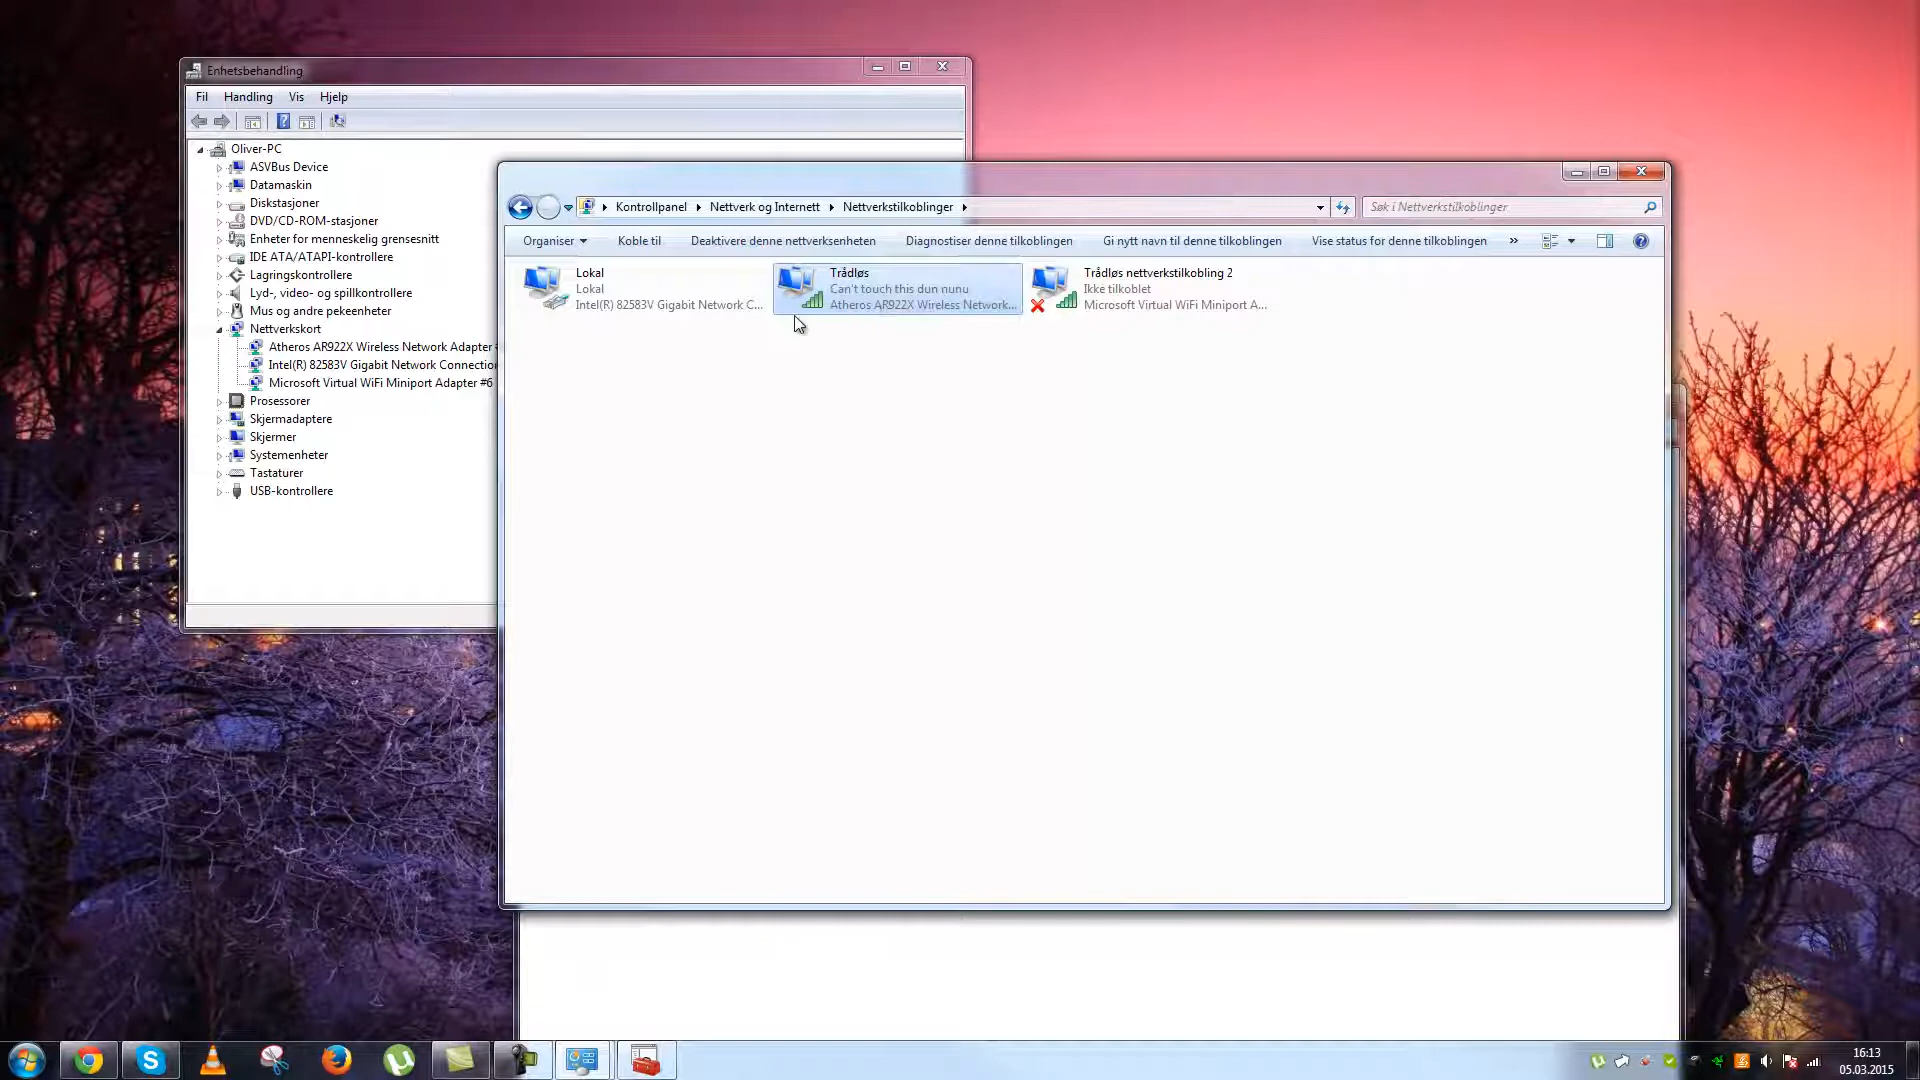 Enhetsbehandling
Fil Handling Vis Hjelp
Oliver-PC
ASVBus Device
Datamaskin
Diskstasjoner
DVD/CD-ROM-stasjoner
Enheter for menneskelig grensesnitt
IDE ATA/ATAPI-kontrollere
Lagringskontrollere
Lyd-, video- og spillkontrollere
Mus og andre pekeenheter
Nettverkskort
Atheros AR922X Wireless Network Adapter
Intel(R) 82583V Gigabit Network Connection
Microsoft Virtual WiFi Miniport Adapter #6
Prosessorer
Skjermadaptere
Skjermer
Systemenheter
Tastaturer
USB-kontrollere
Kontrollpanel Nettverk og Internett Nettverkstilkoblinger
Søk i Nettverkstilkoblinger
Organiser Koble til Deaktivere denne nettverksenheten Diagnostiser denne tilkoblingen Gi nytt navn til denne tilkoblingen Vise status for denne tilkoblingen »
Lokal
Lokal
Intel(R) 82583V Gigabit Network C...
Trådløs
Can't touch this dun nunu
Atheros AR922X Wireless Network...
Trådløs nettverkstilkobling 2
Ikke tilkoblet
Microsoft Virtual WiFi Miniport A...
16:13
05.03.2015